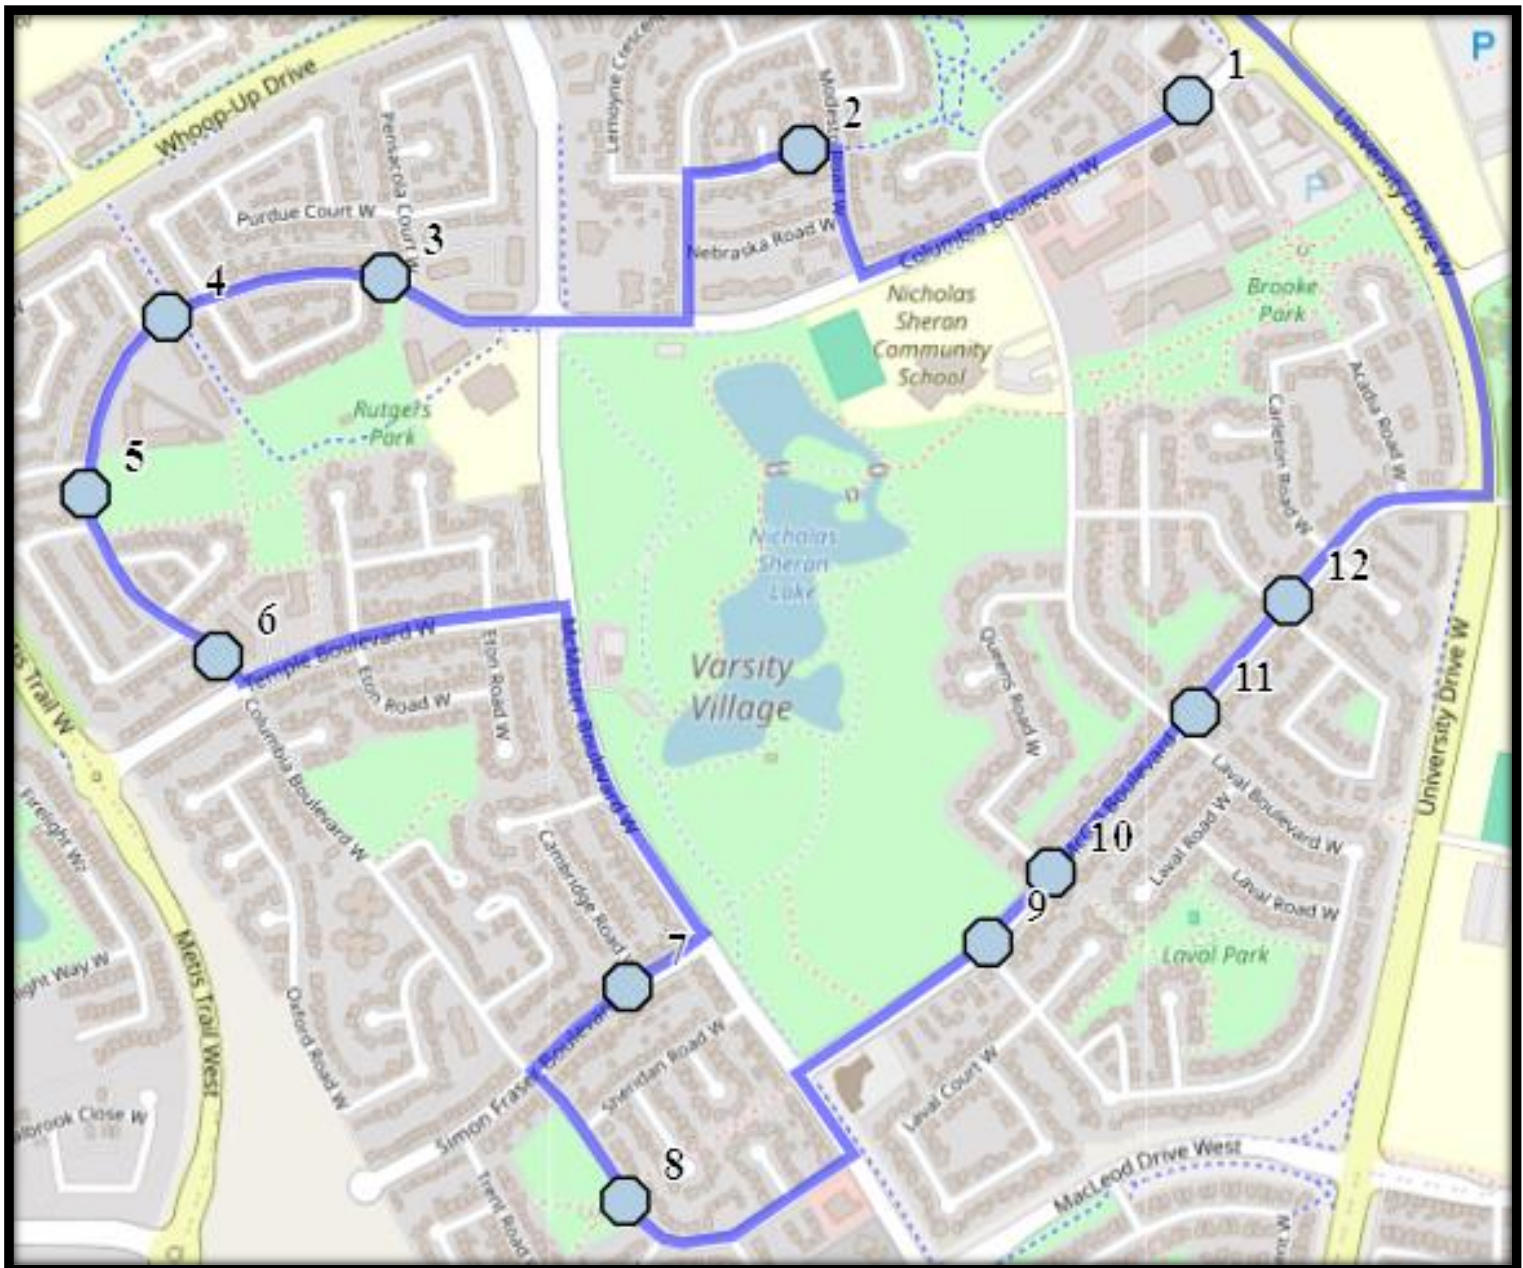 P
1
Whoop-Up Drive
Lemoyne Crescent
2
University Drive W
Pensacola Court W
P
Columbia Boulevard W
Purdue Court W
Nebraska Road W
3
4
Brooke
Park
Nicholas
Sheran
Community
School
Acadia Road W
Rutgers
Park
Carleton Road W
5
Nicholas
Sheran
Lake
12
6
Temple Boulevard W
Eton Road W
Eton Road W
McMaster Boulevard W
Varsity
Village
Queens Road W
11
University Drive W
Columbia Boulevard W
Laval Boulevard W
Laval Road W
10
Laval Road W
Cambridge Road
9
7
Laval Park
Metis Trail West
Oxford Road W
Sheridan Road W
Simon Fraser Boulevar
Laval Court W
8
MacLeod Drive West
Trent Road